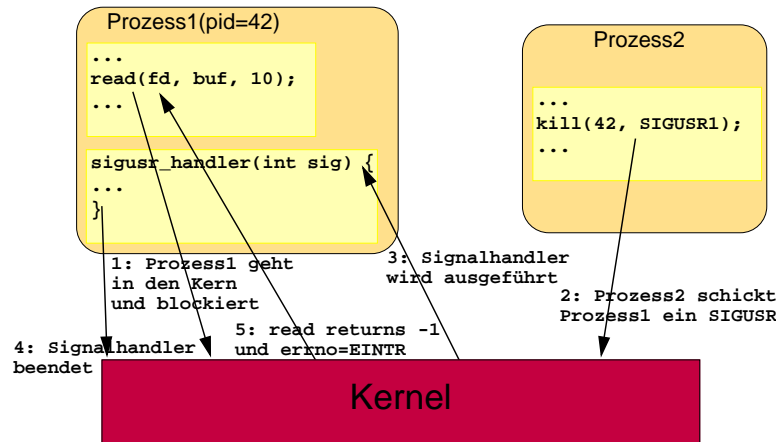 Prozess1(pid=42)
...
read(fd, buf, 10);
...
sigusr_handler(int sig) {
...
}
Prozess2
...
kill(42, SIGUSR1);
...
1: Prozess1 geht
in den Kern
und blockiert
3: Signalhandler
wird ausgeführt
2: Prozess2 schickt
Prozess1 ein SIGUSR
4: Signalhandler
beendet
5: read returns -1
und errno=EINTR
Kernel